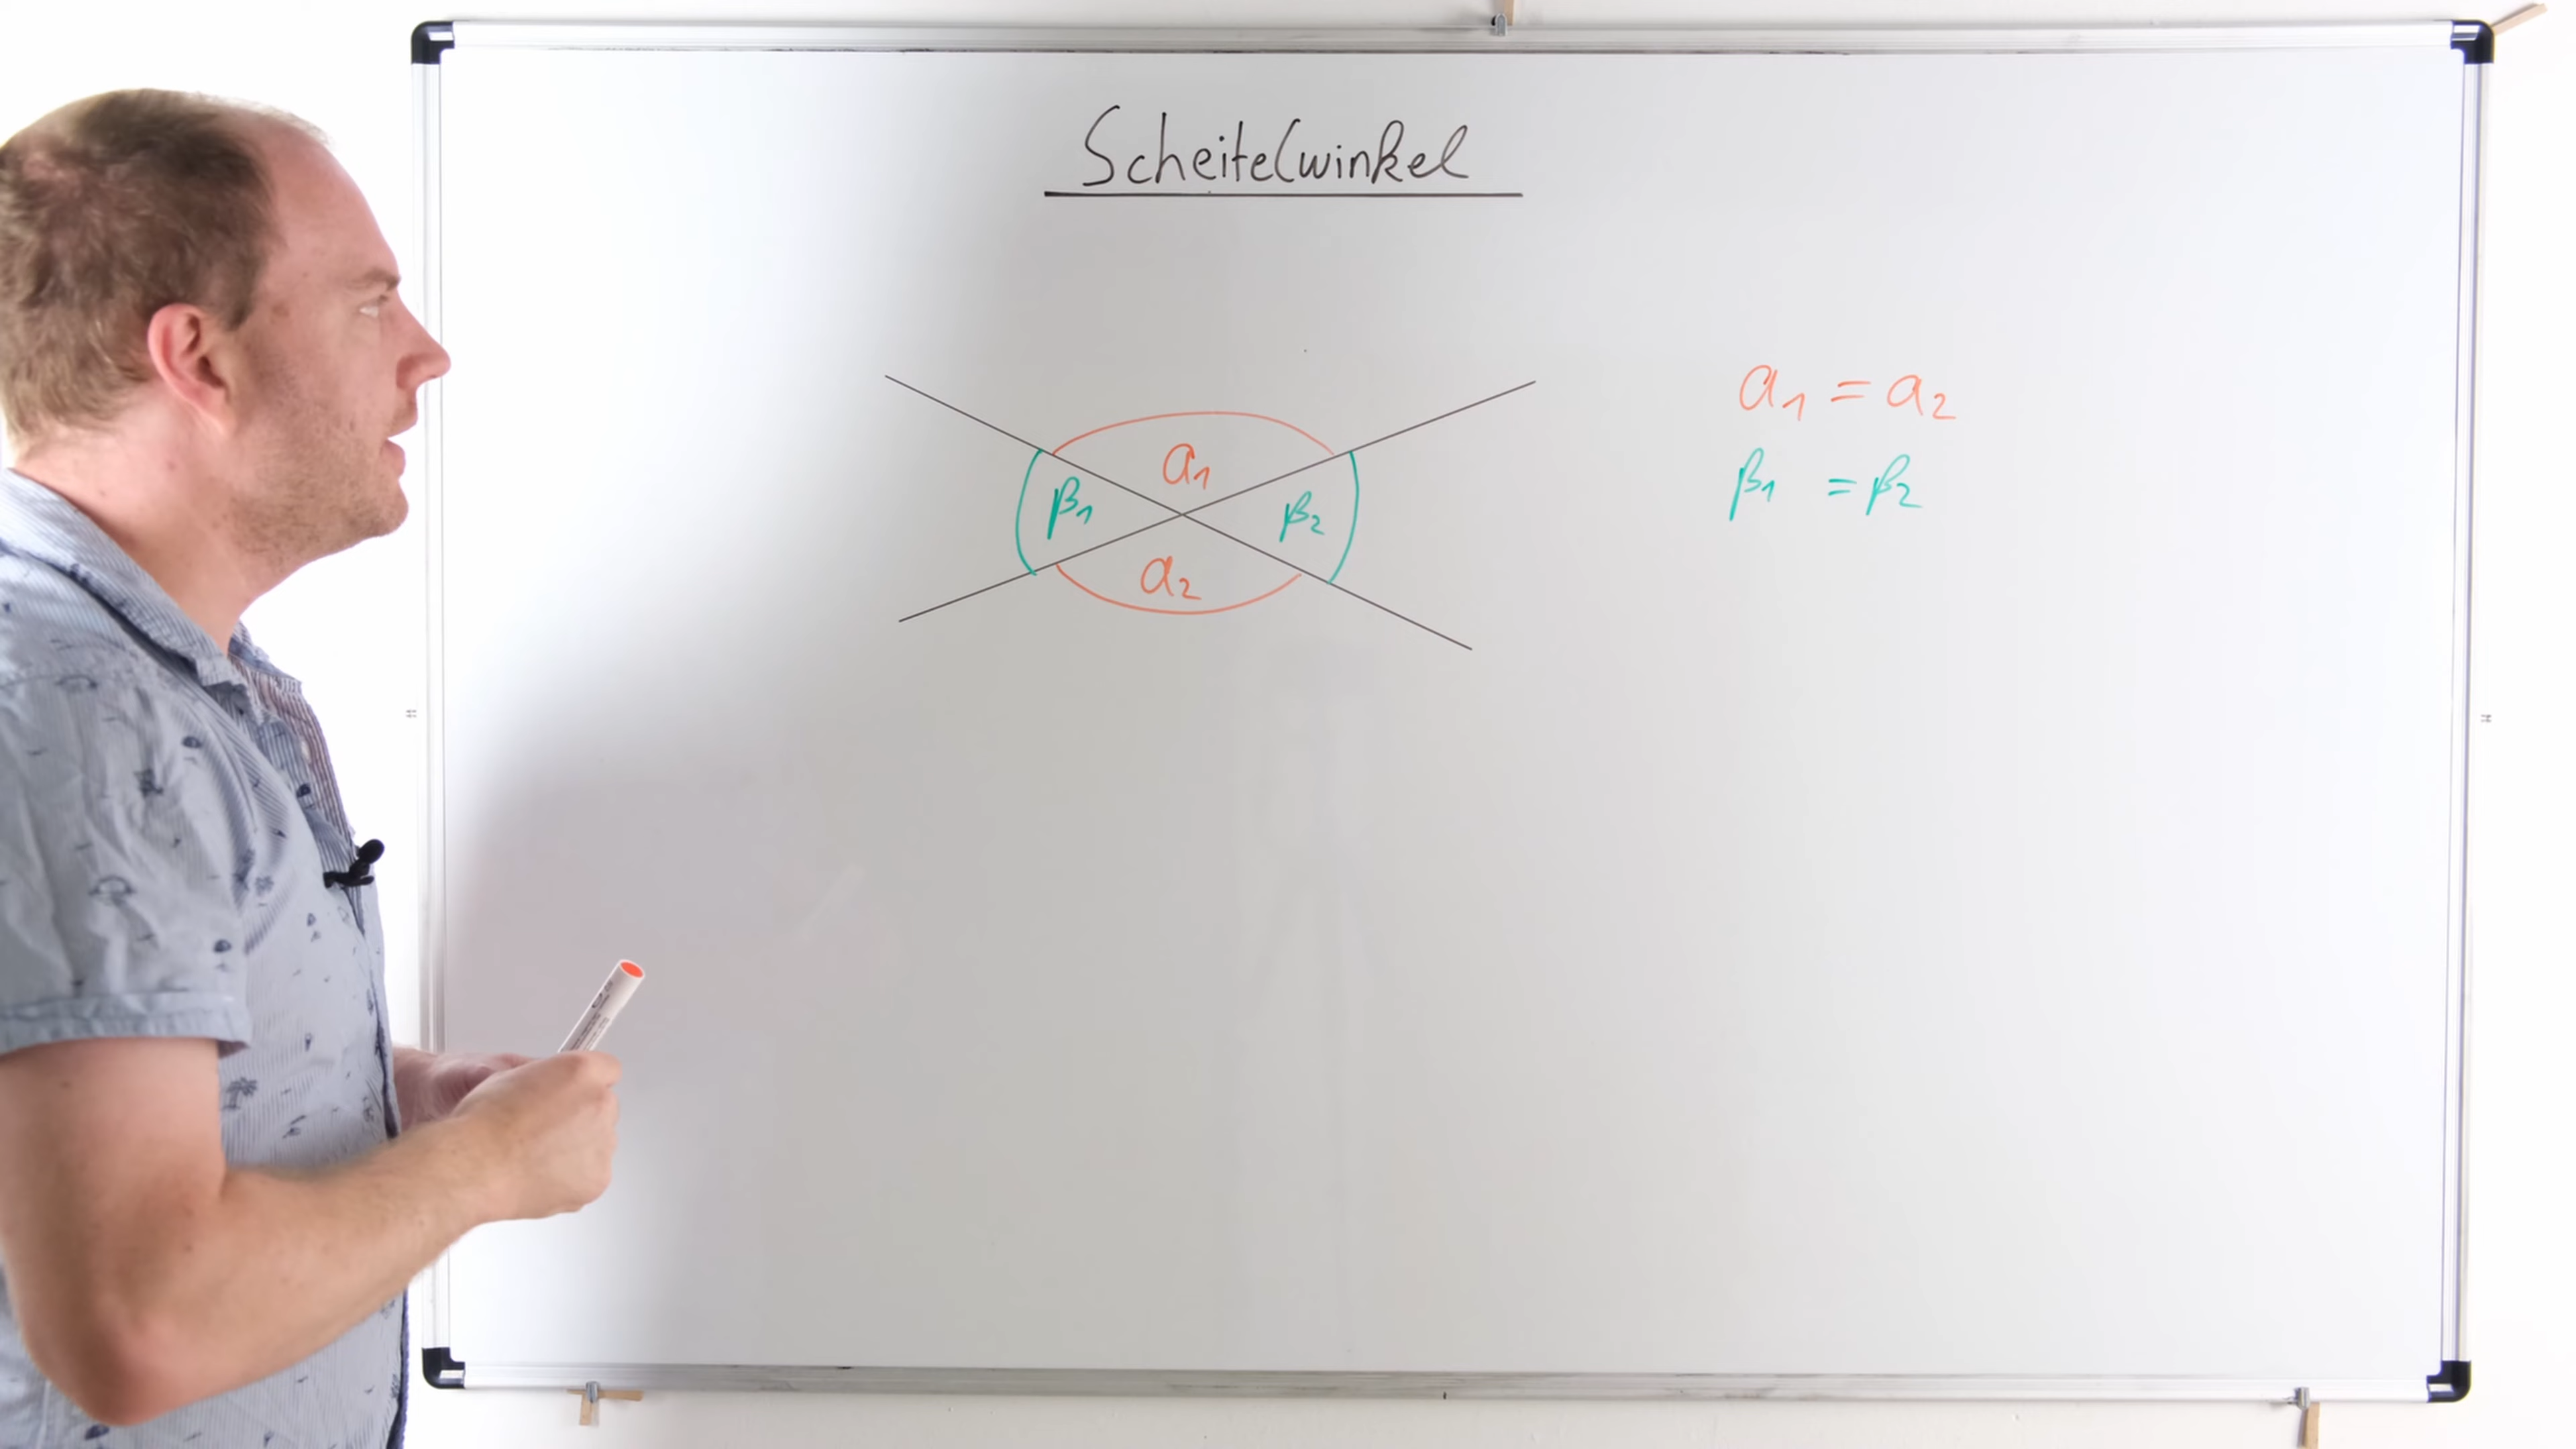 Scheitelwinkel
α₁ = α₂
β₁ = β₂
α₁
β₁
β₂
α₂